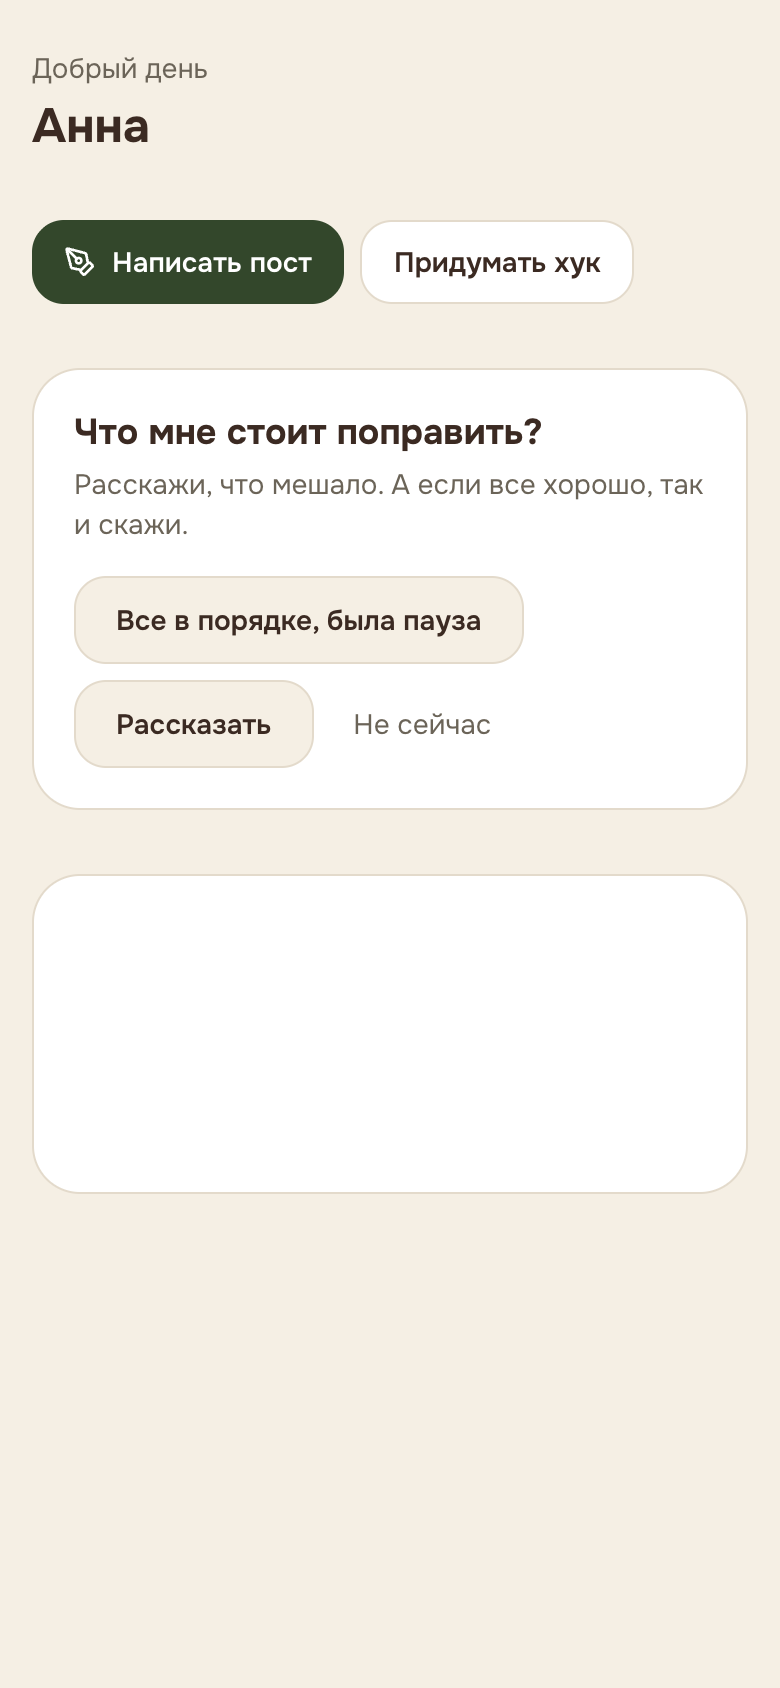 Добрый день
Анна
Написать пост
Придумать хук
Что мне стоит поправить?
Расскажи, что мешало. А если все хорошо, так
и скажи.
Все в порядке, была пауза
Рассказать
Не сейчас